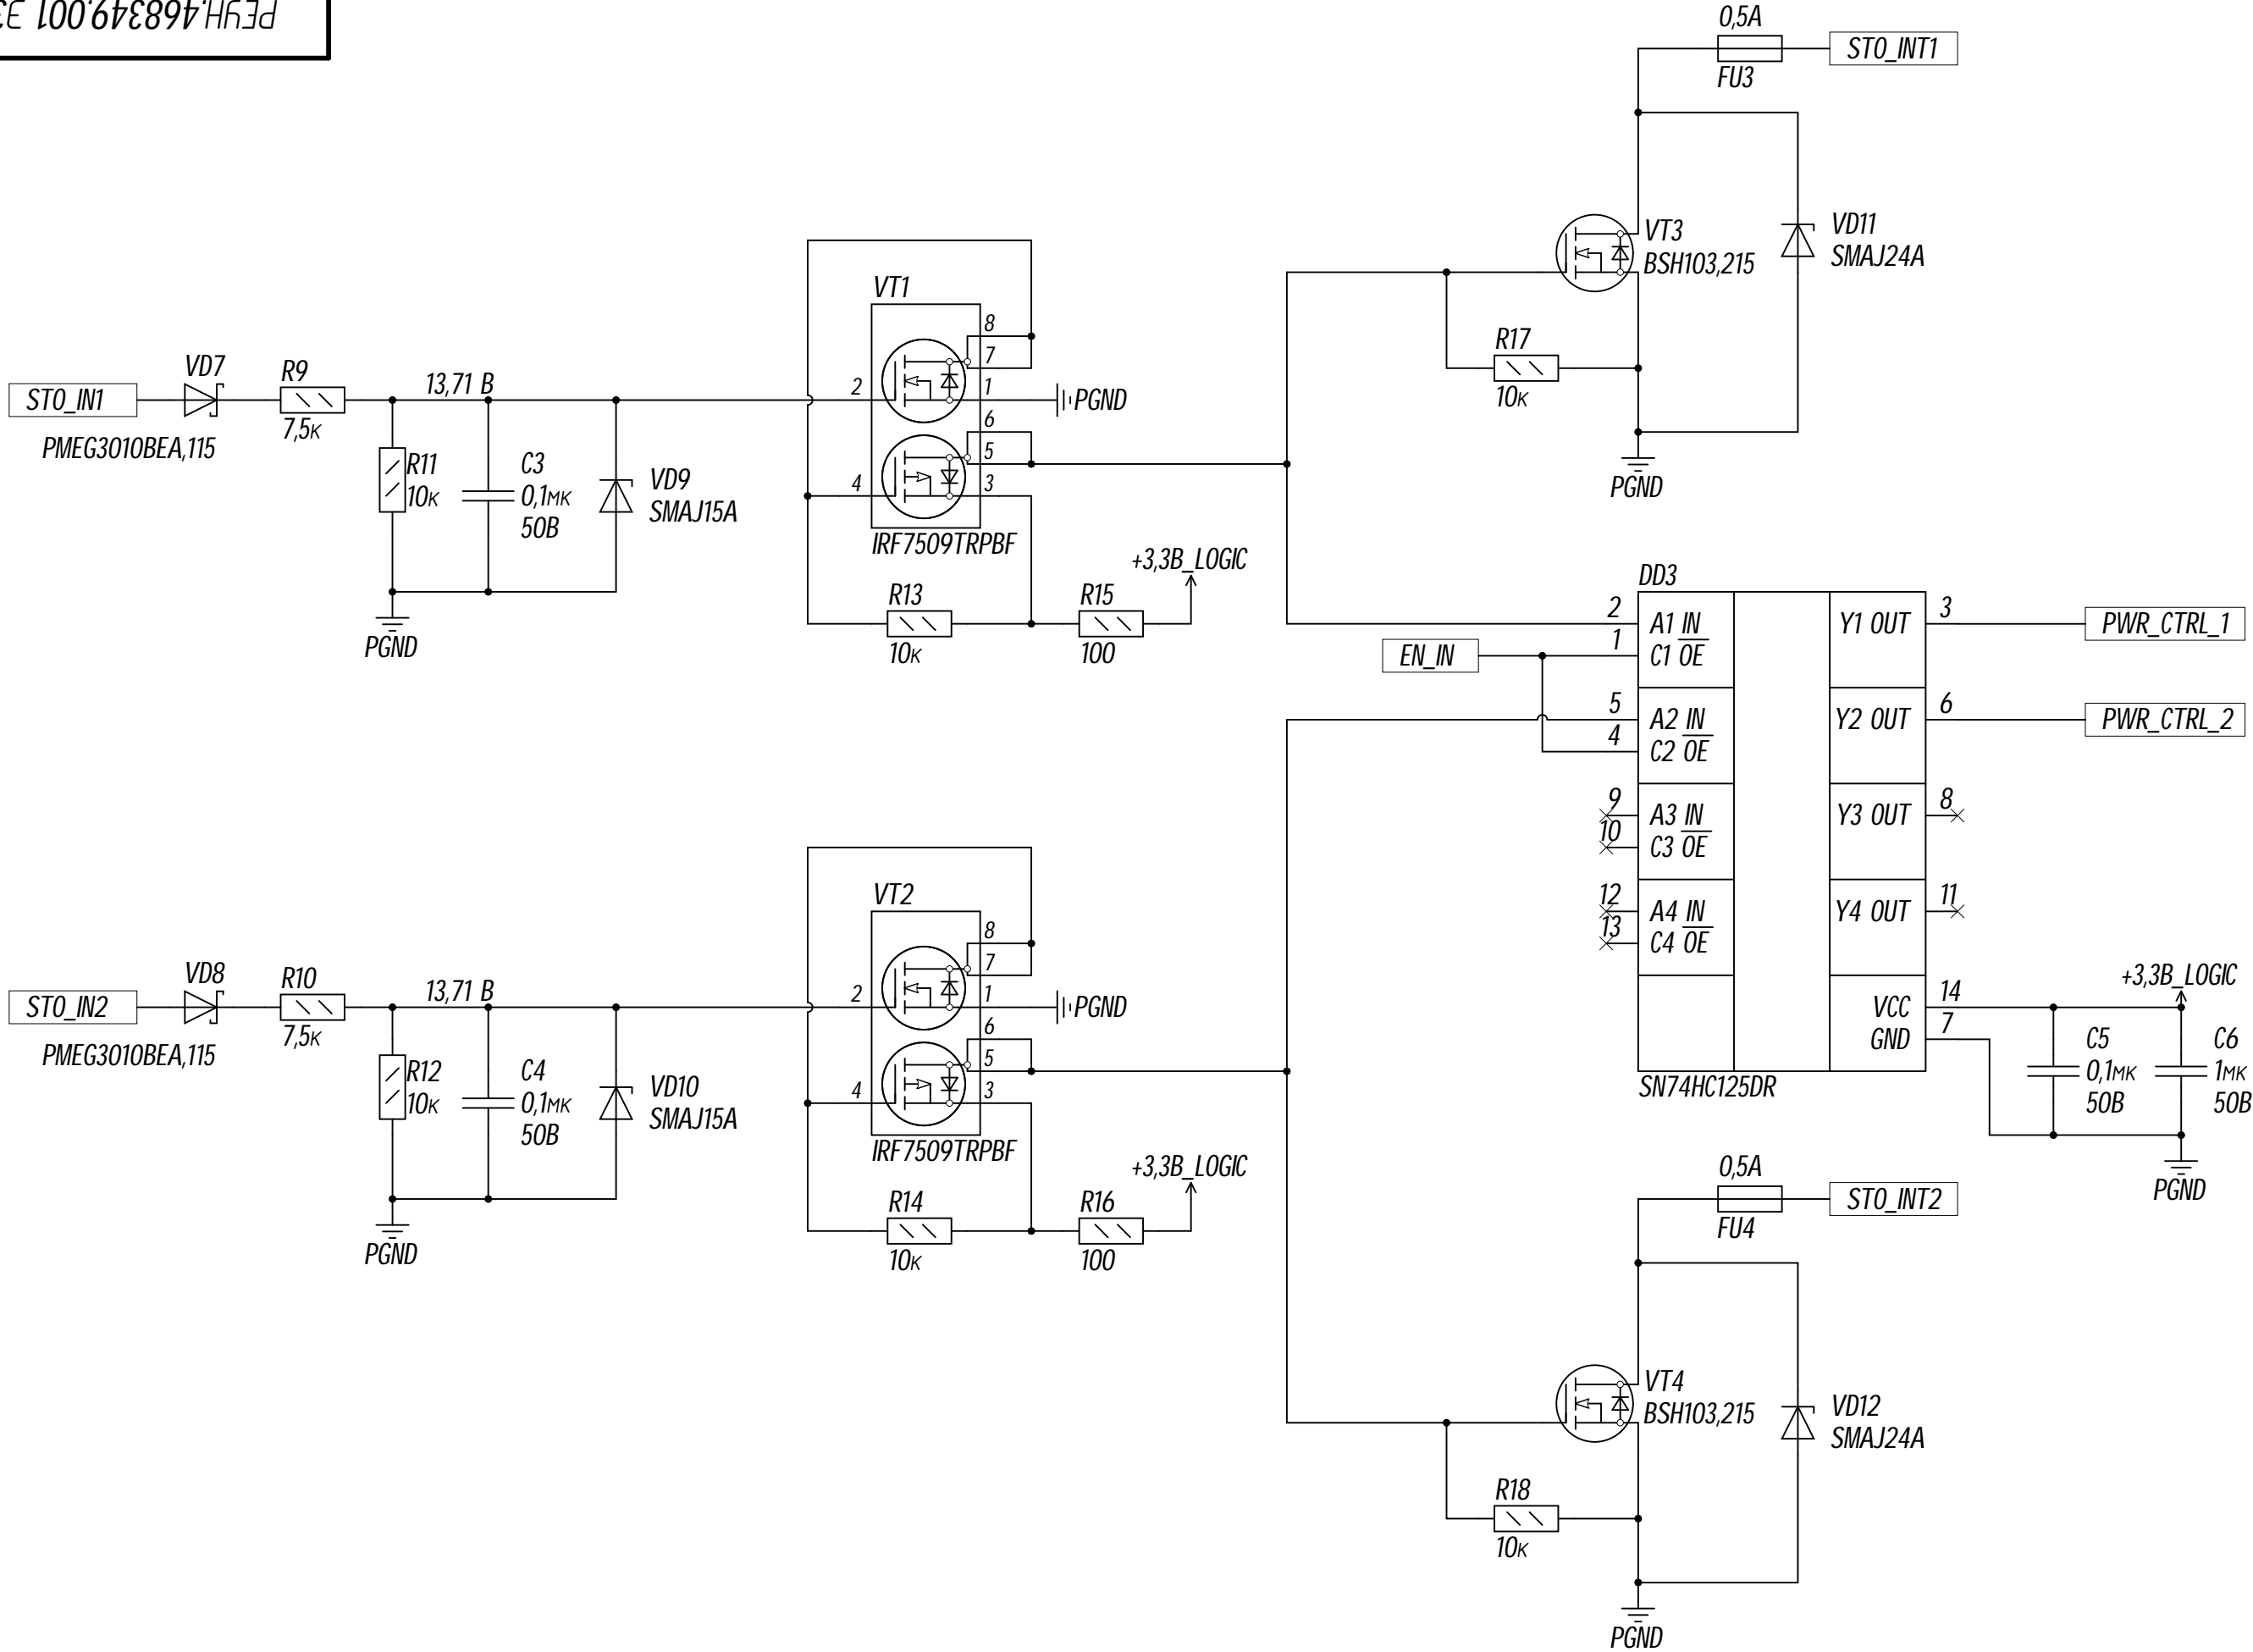 РЕУН.468349.001 Э3
0,5А
STO_INT1
FU3
VT3
BSH103,215
VD11
SMAJ24A
R17
10к
PGND
VT1
8
7
2
1
PGND
6
5
4
3
IRF7509TRPBF
STO_IN1
VD7
PMEG3010BEA,115
R9
7,5к
13,71 В
R11
10к
C3
0,1мк
50В
VD9
SMAJ15A
PGND
R13
10к
R15
100
+3,3В_LOGIC
DD3
2
A1 IN
1
C1 OE
5
A2 IN
4
C2 OE
9
A3 IN
10
C3 OE
12
A4 IN
13
C4 OE
Y1 OUT
3
Y2 OUT
6
Y3 OUT
8
Y4 OUT
11
VCC
14
GND
7
SN74HC125DR
EN_IN
PWR_CTRL_1
PWR_CTRL_2
+3,3В_LOGIC
C5
0,1мк
50В
C6
1мк
50В
PGND
VT2
8
7
2
1
PGND
6
5
4
3
IRF7509TRPBF
STO_IN2
VD8
PMEG3010BEA,115
R10
7,5к
13,71 В
R12
10к
C4
0,1мк
50В
VD10
SMAJ15A
PGND
R14
10к
R16
100
+3,3В_LOGIC
0,5А
STO_INT2
FU4
VT4
BSH103,215
VD12
SMAJ24A
R18
10к
PGND